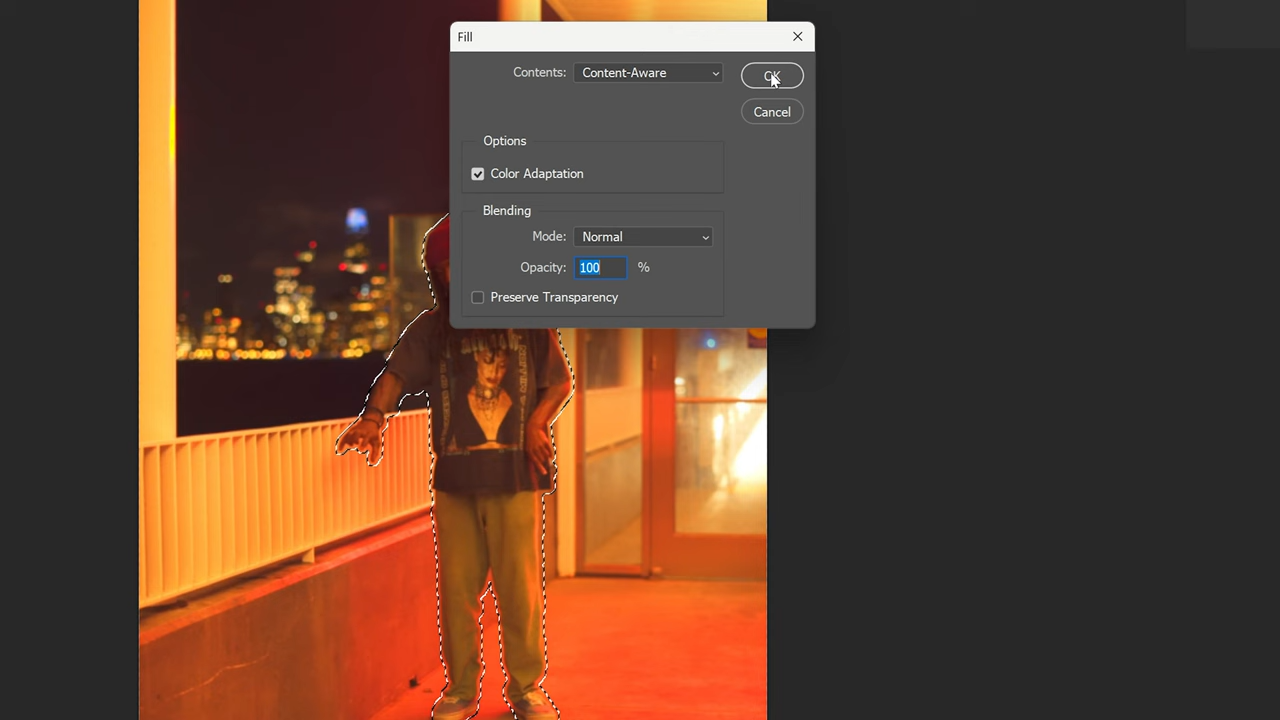 Fill
Contents: Content-Aware
OK
Cancel
Options
Color Adaptation
Blending
Mode: Normal
Opacity: 100 %
Preserve Transparency